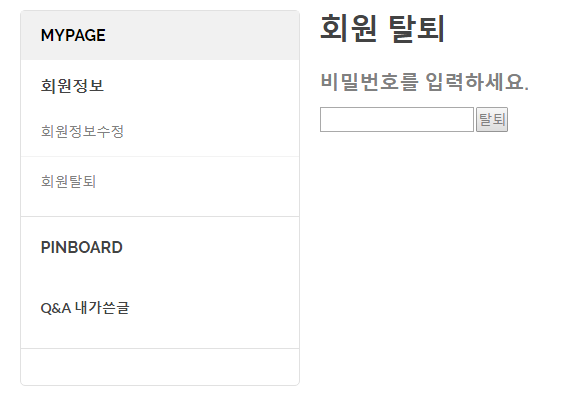 MYPAGE
회원정보
회원정보수정
회원탈퇴
PINBOARD
Q&A 내가쓴글
회원 탈퇴
비밀번호를 입력하세요.
탈퇴